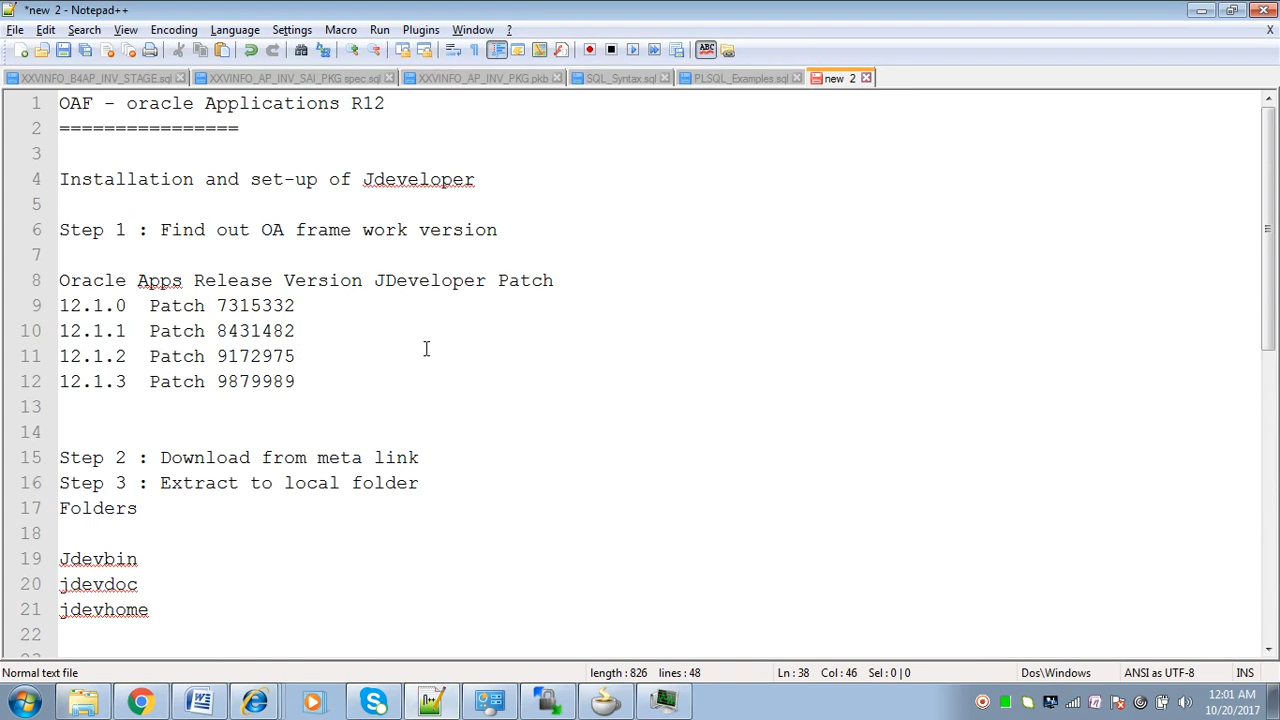 *new 2 - Notepad++
File Edit Search View Encoding Language Settings Macro Run Plugins Window ? X
XXVINFO_B4AP_INV_STAGE.sql XXVINFO_AP_INV_SAI_PKG spec.sql XXVINFO_AP_INV_PKG.pkb SQL_Syntax.sql PLSQL_Examples.sql new 2
1 OAF - oracle Applications R12
2 ================
3
4 Installation and set-up of Jdeveloper
5
6 Step 1 : Find out OA frame work version
7
8 Oracle Apps Release Version JDeveloper Patch
9 12.1.0 Patch 7315332
10 12.1.1 Patch 8431482
11 12.1.2 Patch 9172975
12 12.1.3 Patch 9879989
13
14
15 Step 2 : Download from meta link
16 Step 3 : Extract to local folder
17 Folders
18
19 Jdevbin
20 jdevdoc
21 jdevhome
22
Normal text file length : 826 lines : 48 Ln : 38 Col : 46 Sel : 0 | 0 Dos\Windows ANSI as UTF-8 INS
12:01 AM
10/20/2017